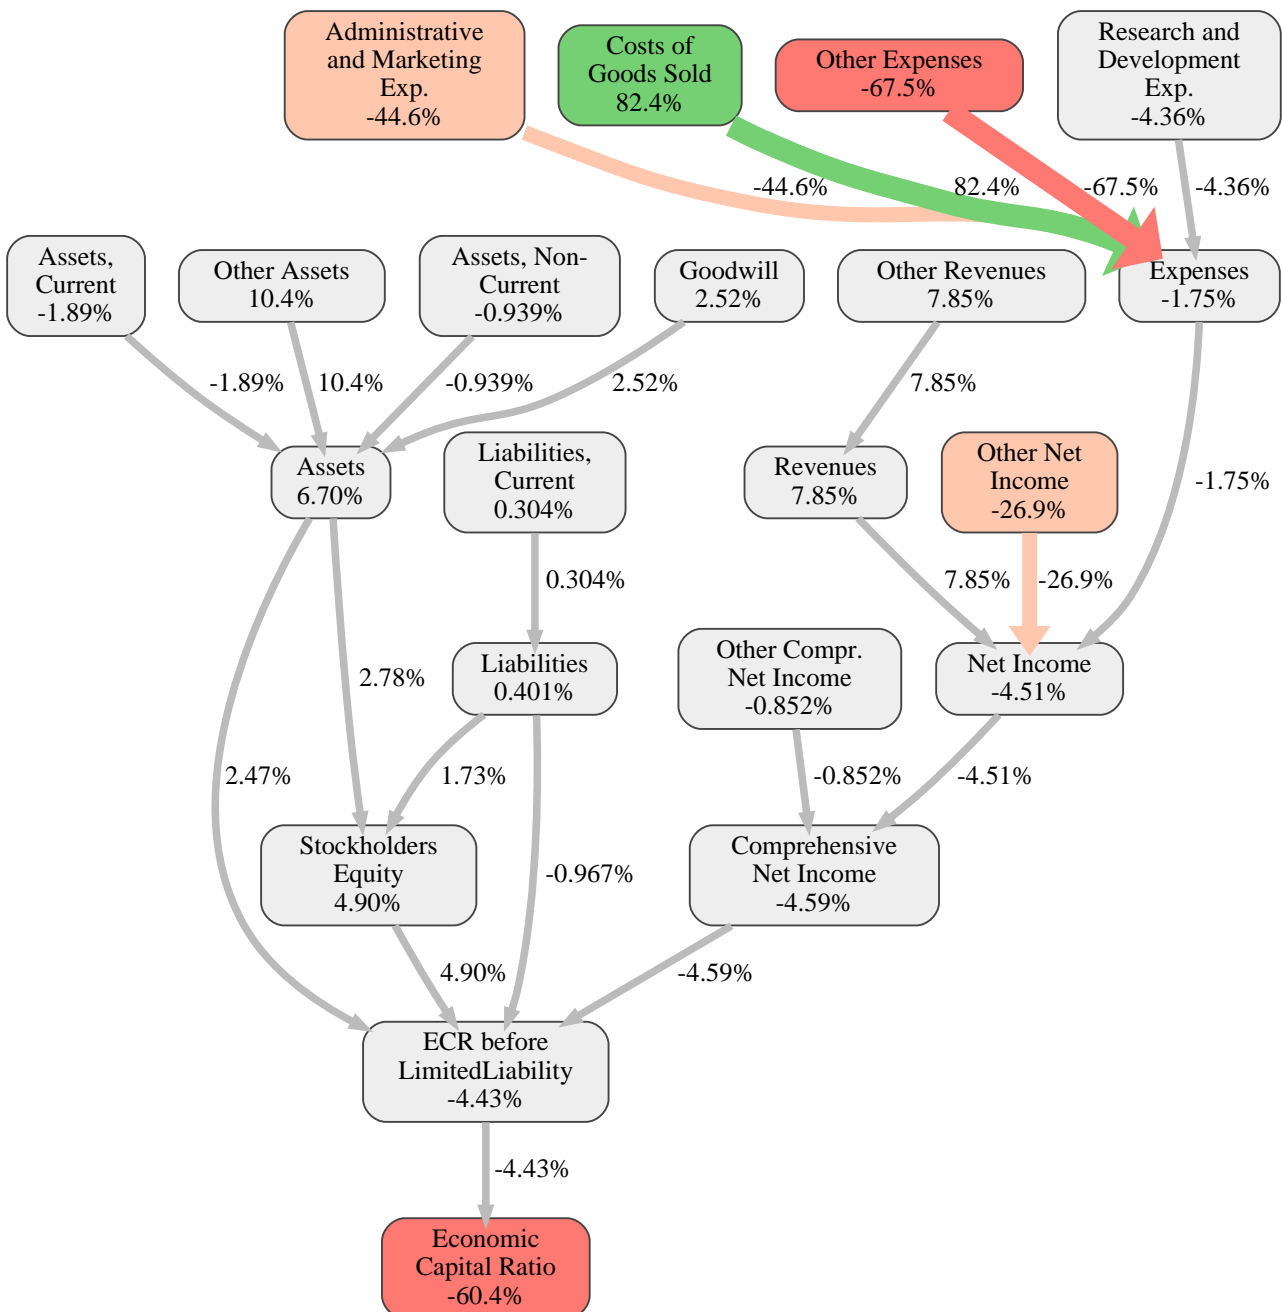 Administrative
and Marketing
Exp.
-44.6%
Costs of
Goods Sold
82.4%
Other Expenses
-67.5%
Research and
Development
Exp.
-4.36%
-44.6%
82.4%
-67.5%
-4.36%
Assets,
Current
-1.89%
Other Assets
10.4%
Assets, Non-
Current
-0.939%
Goodwill
2.52%
Other Revenues
7.85%
Expenses
-1.75%
-1.89%
10.4%
-0.939%
2.52%
7.85%
Assets
6.70%
Liabilities,
Current
0.304%
Revenues
7.85%
Other Net
Income
-26.9%
-1.75%
0.304%
7.85%
-26.9%
Liabilities
0.401%
Other Compr.
Net Income
-0.852%
Net Income
-4.51%
2.78%
2.47%
1.73%
-0.852%
-4.51%
Stockholders
Equity
4.90%
-0.967%
Comprehensive
Net Income
-4.59%
4.90%
-4.59%
ECR before
LimitedLiability
-4.43%
-4.43%
Economic
Capital Ratio
-60.4%